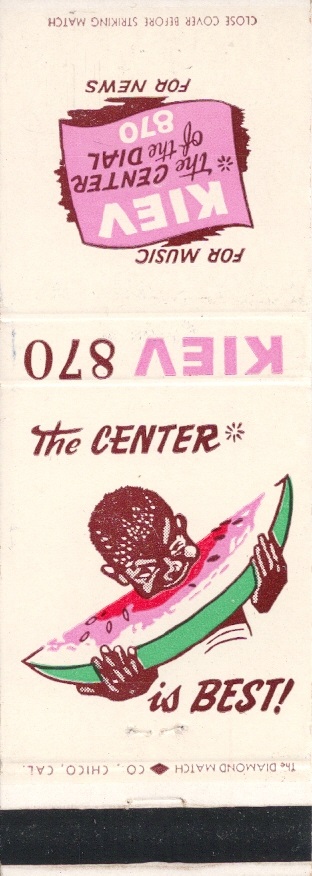 CLOSE COVER BEFORE STRIKING MATCH
FOR MUSIC
KIEV
*The CENTER
of the DIAL
870
FOR NEWS
KIEV 870
The CENTER*
is BEST!
The DIAMOND MATCH CO., CHICO, CAL.